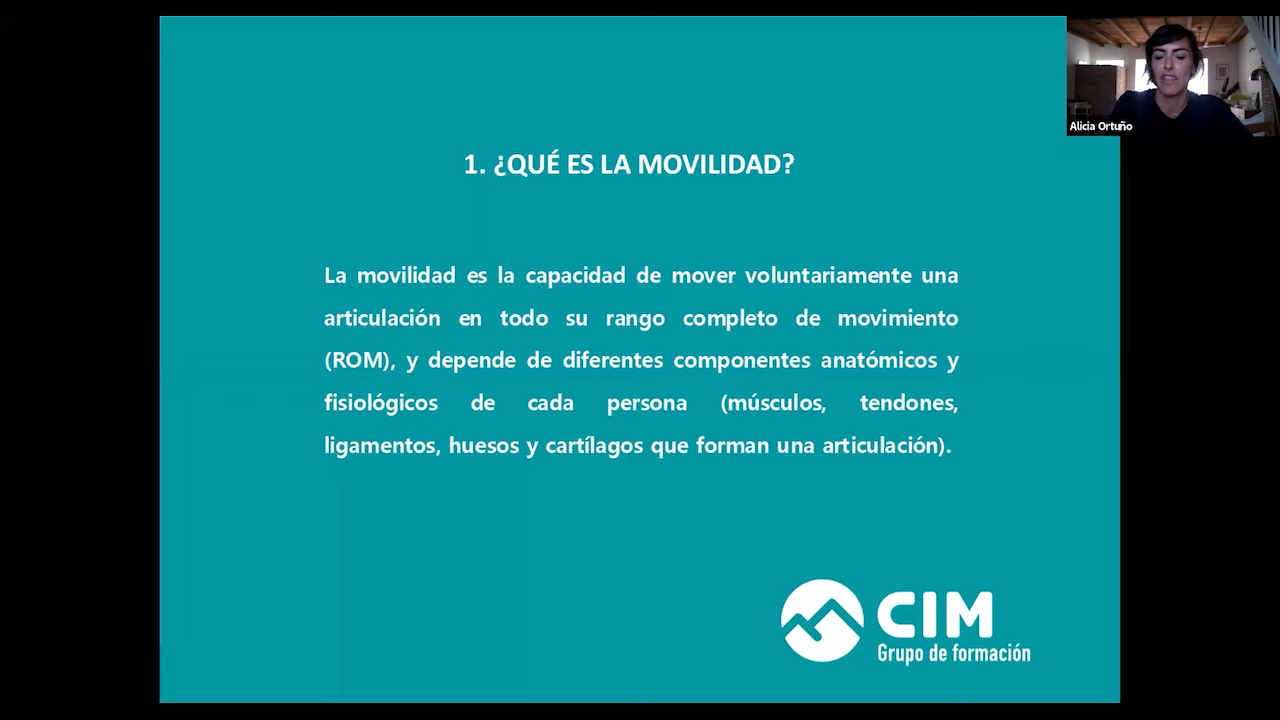 Alicia Ortuño
1. ¿QUÉ ES LA MOVILIDAD?
La movilidad es la capacidad de mover voluntariamente una
articulación en todo su rango completo de movimiento
(ROM), y depende de diferentes componentes anatómicos y
fisiológicos de cada persona (músculos, tendones,
ligamentos, huesos y cartílagos que forman una articulación).
CIM
Grupo de formación